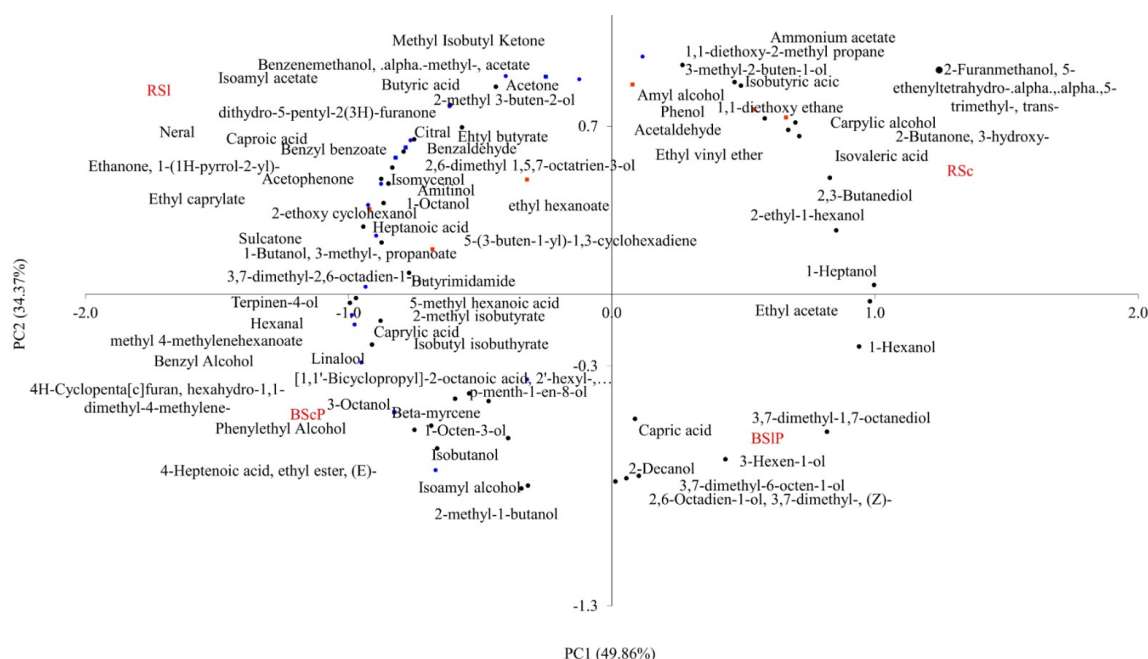 Methyl Isobutyl Ketone
Ammonium acetate
1,1-diethoxy-2-methyl propane
Benzenemethanol, .alpha.-methyl-, acetate
3-methyl-2-buten-1-ol
2-Furanmethanol, 5-
Isoamyl acetate
Butyric acid
Acetone
Isobutyric acic
ethenyltetrahydro-.alpha.,.alpha.,5-
RSl
2-methyl 3-buten-2-ol
Amyl alcohol
trimethyl-, trans-
dithydro-5-pentyl-2(3H)-furanone
Phenol
1,1-diethoxy ethane
0.7
Neral
Caproic acid
Citral
Ehtyl butyrate
Acetaldehyde
Carpylic alcohol
2-Butanone, 3-hydroxy-
Benzyl benzoate
Benzaldehyde
Ethyl vinyl ether
Isovaleric acid
Ethanone, 1-(1H-pyrrol-2-yl)-
2,6-dimethyl 1,5,7-octatrien-3-ol
RSc
Acetophenone
Isomycenol
Amitinol
2,3-Butanediol
Ethyl caprylate
1-Octanol
ethyl hexanoate
2-ethoxy cyclohexanol
2-ethyl-1-hexanol
Heptanoic acid
Sulcatone
5-(3-buten-1-yl)-1,3-cyclohexadiene
1-Butanol, 3-methyl-, propanoate
3,7-dimethyl-2,6-octadien-1-...
Butyrimidamide
1-Heptanol
-2.0
-1.0
0.0
1.0
2.0
Terpinen-4-ol
5-methyl hexanoic acid
Ethyl acetate
Hexanal
2-methyl isobutyrate
Caprylic acid
methyl 4-methylenehexanoate
Isobutyl isobuthyrate
1-Hexanol
Benzyl Alcohol
Linalool
-0.3
[1,1'-Bicyclopropyl]-2-octanoic acid, 2'-hexyl-,…
4H-Cyclopenta[c]furan, hexahydro-1,1-
dimethyl-4-methylene-
p-menth-1-en-8-ol
3-Octanol
BScP
Beta-myrcene
3,7-dimethyl-1,7-octanediol
Phenylethyl Alcohol
1-Octen-3-ol
Capric acid
BSlP
Isobutanol
3-Hexen-1-ol
4-Heptenoic acid, ethyl ester, (E)-
2-Decanol
Isoamyl alcohol
3,7-dimethyl-6-octen-1-ol
2,6-Octadien-1-ol, 3,7-dimethyl-, (Z)-
2-methyl-1-butanol
-1.3
PC2 (34.37%)
PC1 (49.86%)